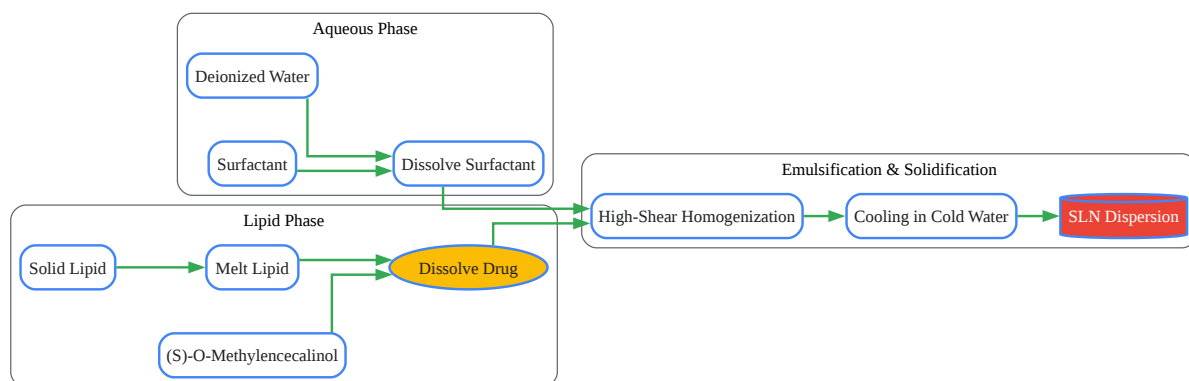 Aqueous Phase
Deionized Water
Surfactant
Dissolve Surfactant
Lipid Phase
Solid Lipid
Melt Lipid
Dissolve Drug
(S)-O-Methylencecalinol
Emulsification & Solidification
High-Shear Homogenization
Cooling in Cold Water
SLN Dispersion